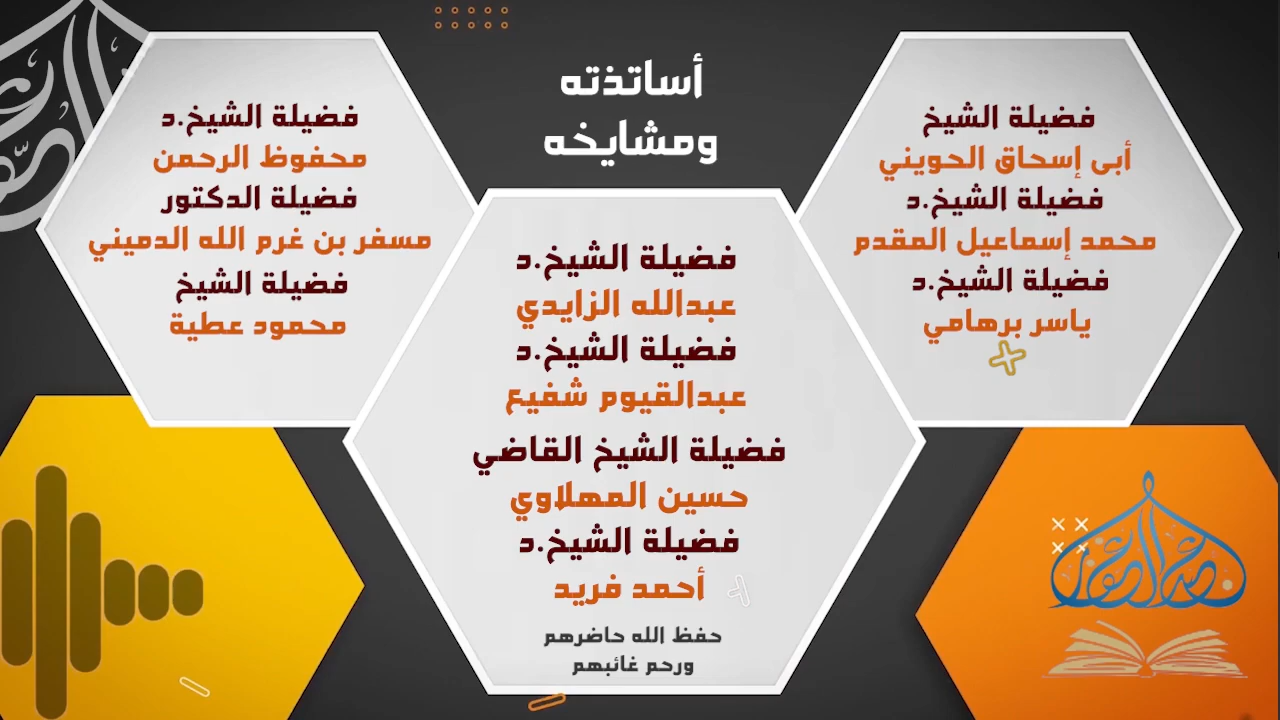 أساتذته
ومشايخه
فضيلة الشيخ
أبى إسحاق الحويني
فضيلة الشيخ.د
محمد إسماعيل المقدم
فضيلة الشيخ.د
ياسر برهامي
فضيلة الشيخ.د
عبدالله الزايدي
فضيلة الشيخ.د
عبدالقيوم شفيع
فضيلة الشيخ القاضي
حسين المهلاوي
فضيلة الشيخ.د
أحمد فريد
حفظ الله حاضرهم
ورحم غائبهم
فضيلة الشيخ.د
محفوظ الرحمن
فضيلة الدكتور
مسفر بن غرم الله الدميني
فضيلة الشيخ
محمود عطية